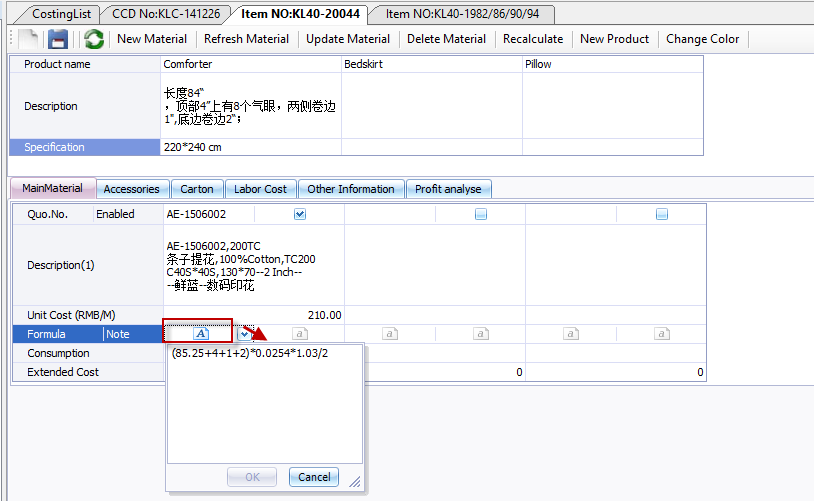 CostingList CCD No:KLC-141226 Item NO:KL40-20044 Item NO:KL40-1982/86/90/94
New Material Refresh Material Update Material Delete Material Recalculate New Product Change Color
Product name Comforter Bedskirt Pillow
Description
长度84“
，顶部4”上有8个气眼，两侧卷边
1",底边卷边2“；
Specification 220*240 cm
MainMaterial Accessories Carton Labor Cost Other Information Profit analyse
Quo.No. Enabled AE-1506002
Description(1)
AE-1506002,200TC
条子提花,100%Cotton,TC200
C40S*40S,130*70--2 Inch--
--鲜蓝--数码印花
Unit Cost (RMB/M) 210.00
Formula Note A a a a a a
Consumption
(85.25+4+1+2)*0.0254*1.03/2
Extended Cost 0 0
OK Cancel